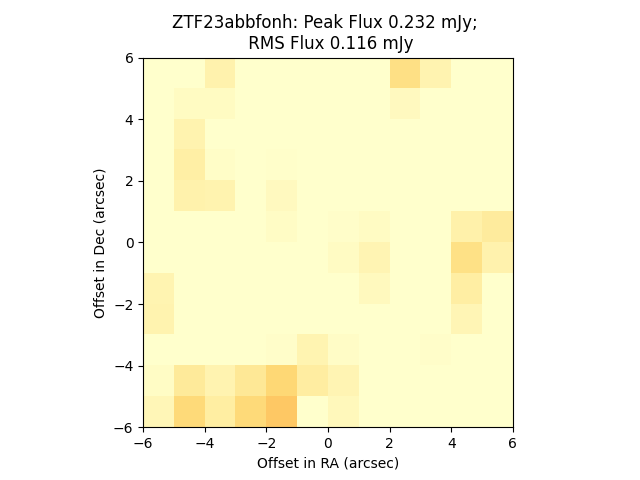 ZTF23abbfonh: Peak Flux 0.232 mJy;
RMS Flux 0.116 mJy
6
4
2
0
−2
−4
−6
Offset in Dec (arcsec)
−6 −4 −2 0 2 4 6
Offset in RA (arcsec)